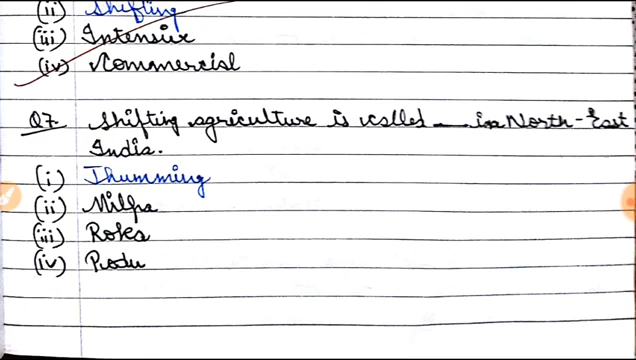 (ii) Shifting
(iii) Intensive
(iv) Commercial
Q7 Shifting agriculture is called ___ in North-East
India.
(i) Jhumming
(ii) Milpa
(iii) Roka
(iv) Podu